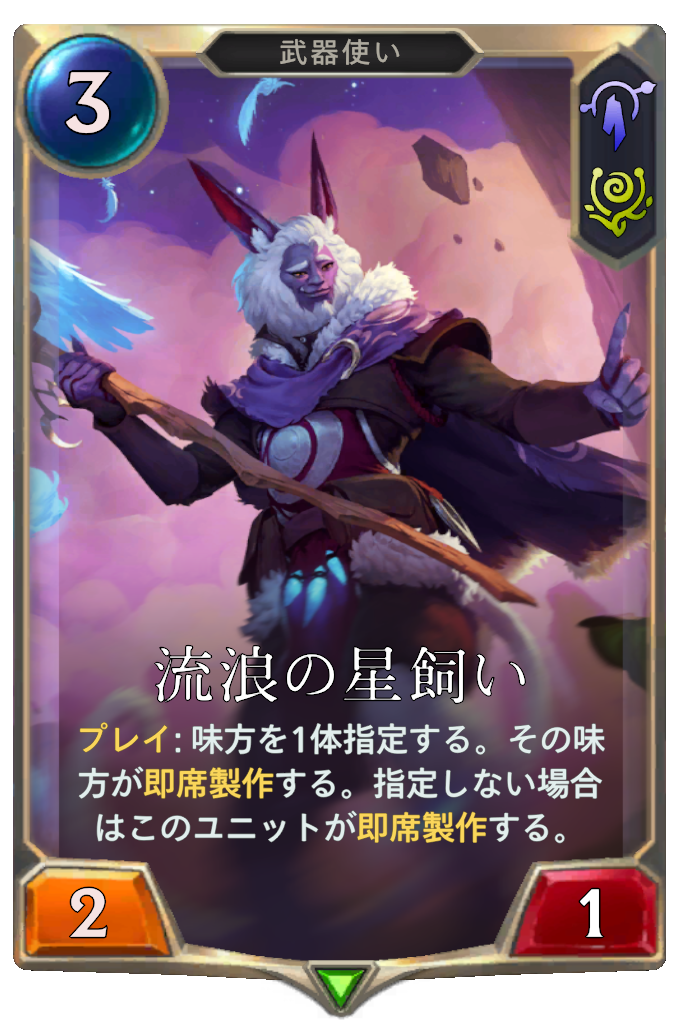 武器使い
3
流浪の星飼い
プレイ: 味方を1体指定する。その味
方が即席製作する。指定しない場合
はこのユニットが即席製作する。
2
1